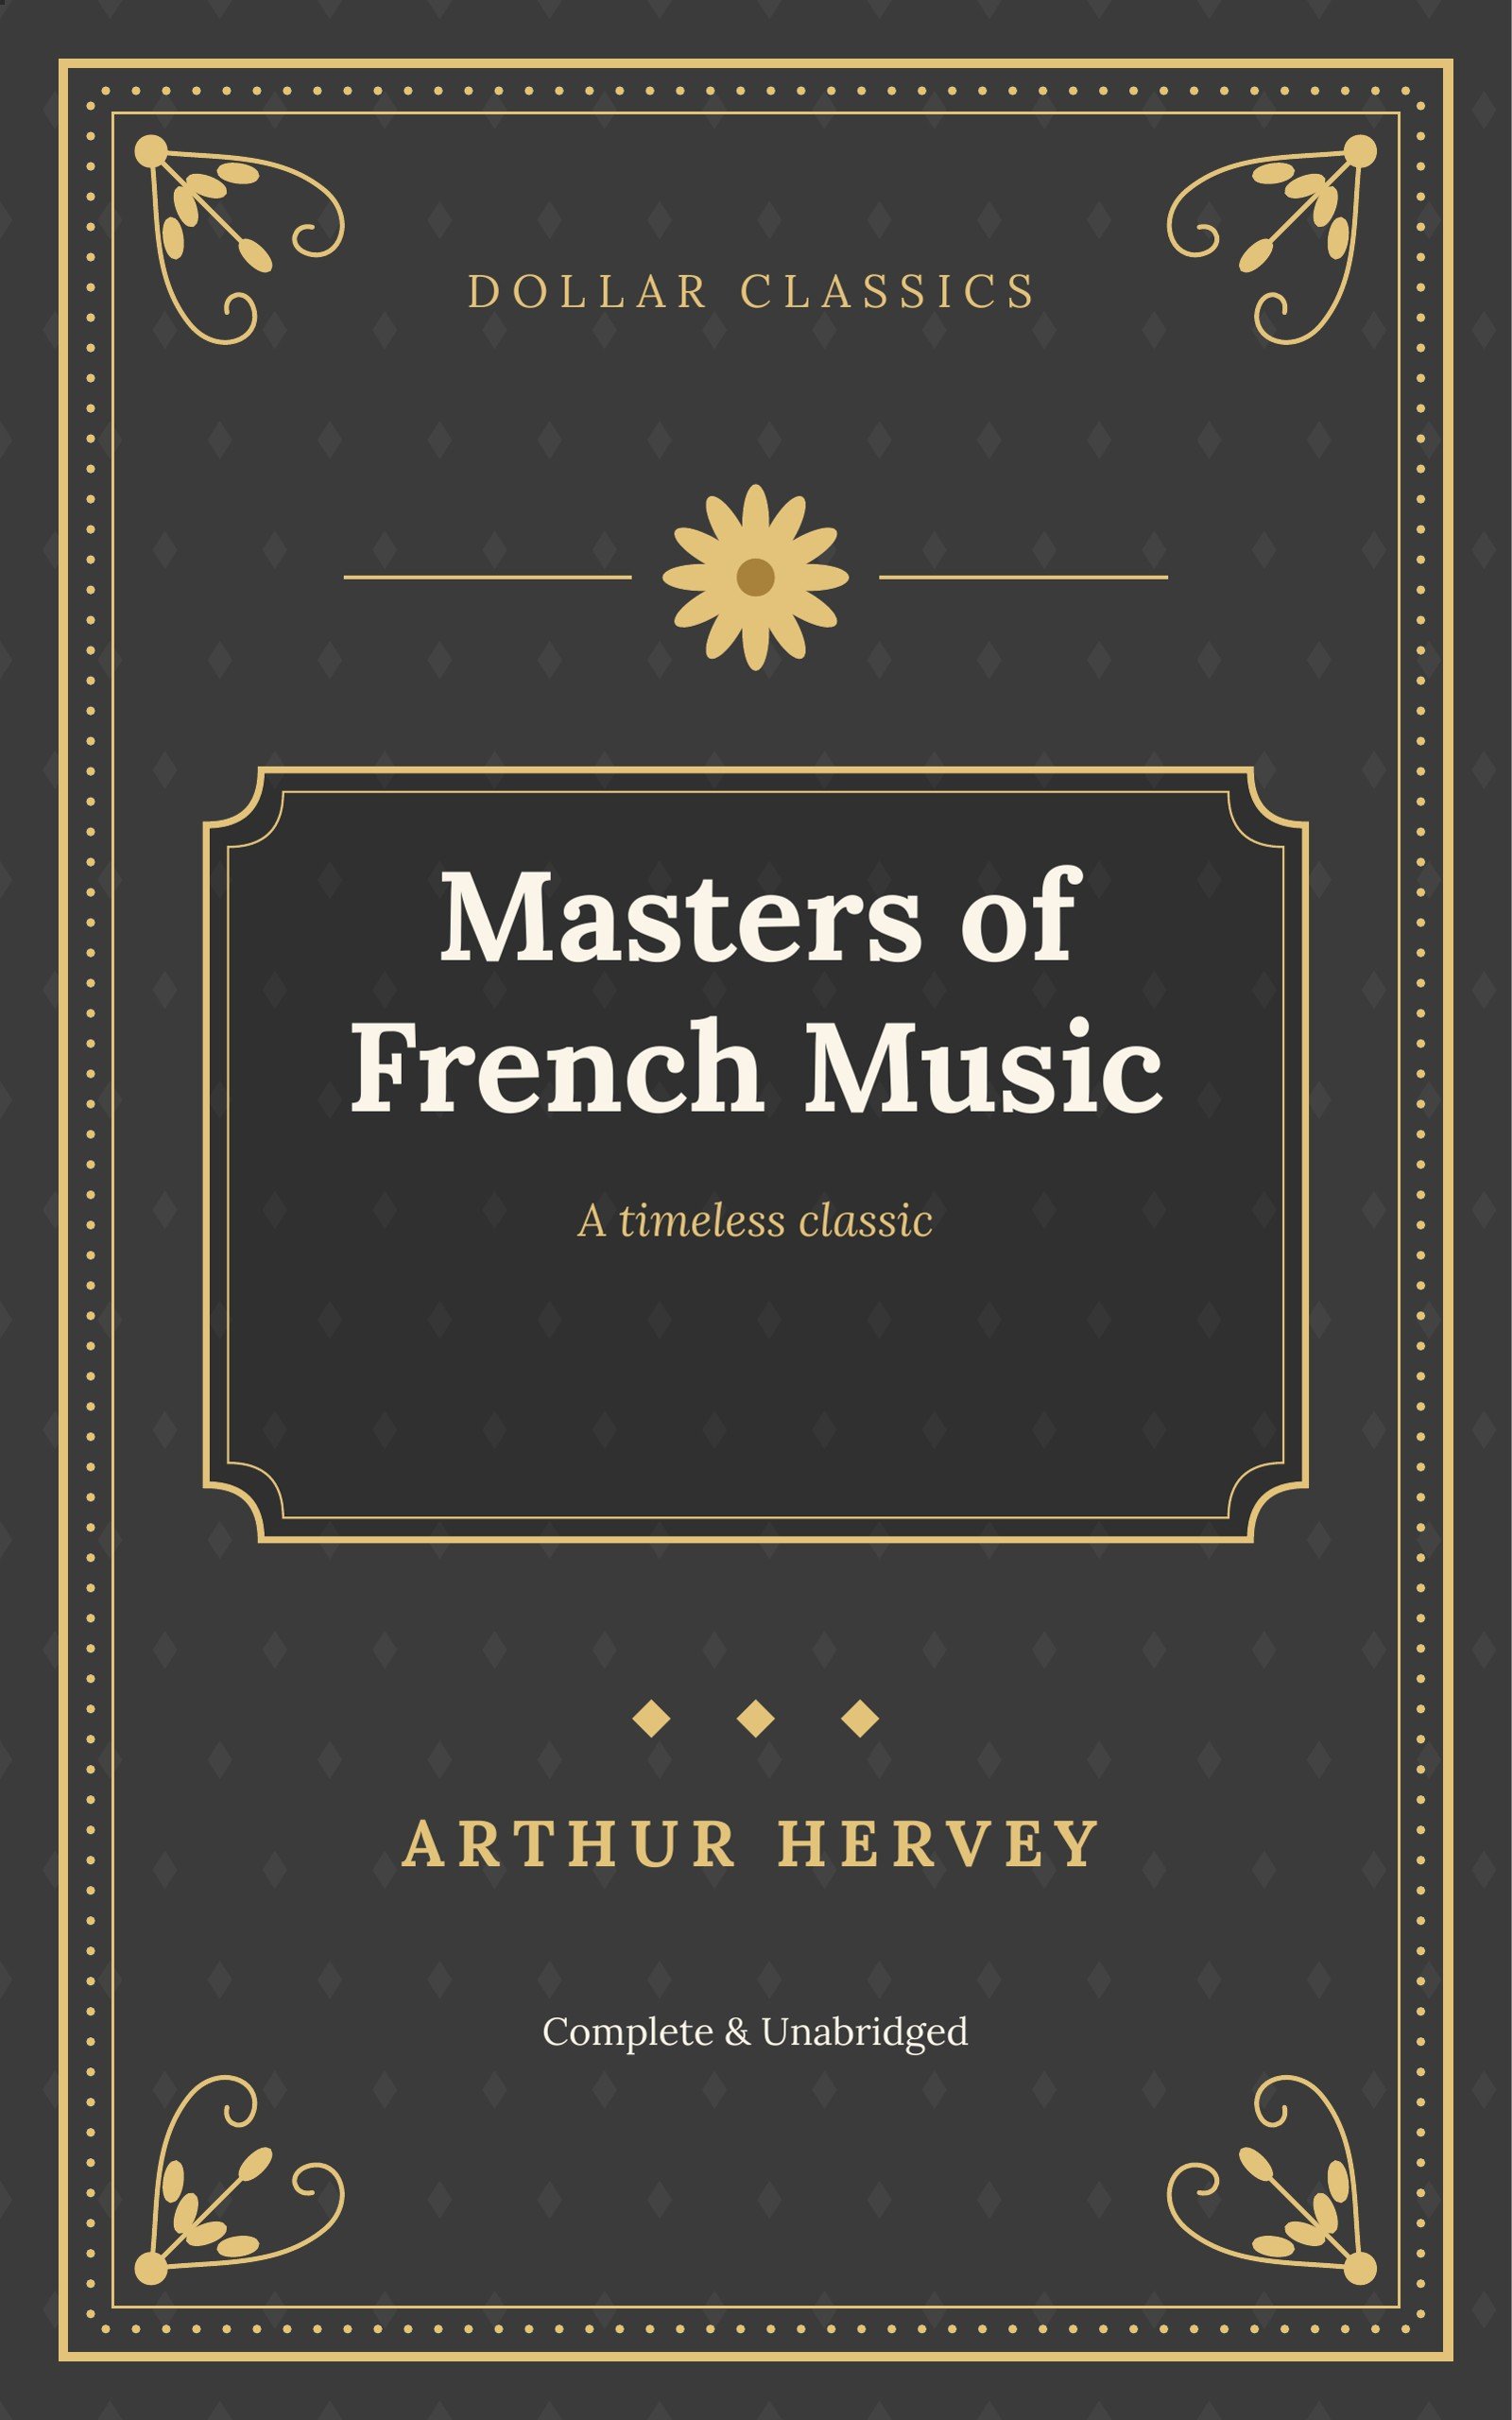 DOLLAR CLASSICS
Masters of
French Music
A timeless classic
ARTHUR HERVEY
Complete & Unabridged